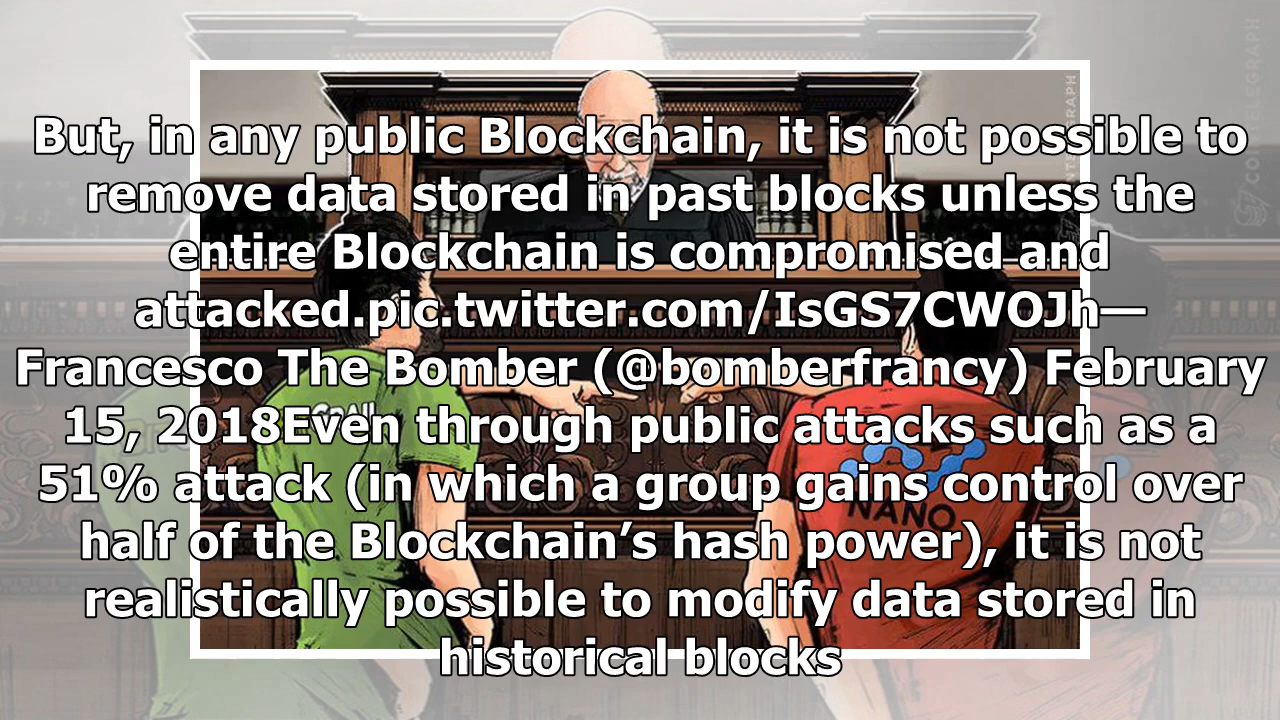 But, in any public Blockchain, it is not possible to
remove data stored in past blocks unless the
entire Blockchain is compromised and
attacked.pic.twitter.com/IsGS7CWOJh—
Francesco The Bomber (@bomberfrancy) February
15, 2018Even through public attacks such as a
51% attack (in which a group gains control over
half of the Blockchain’s hash power), it is not
realistically possible to modify data stored in
historical blocks
NANO
COINTELEGRAPH